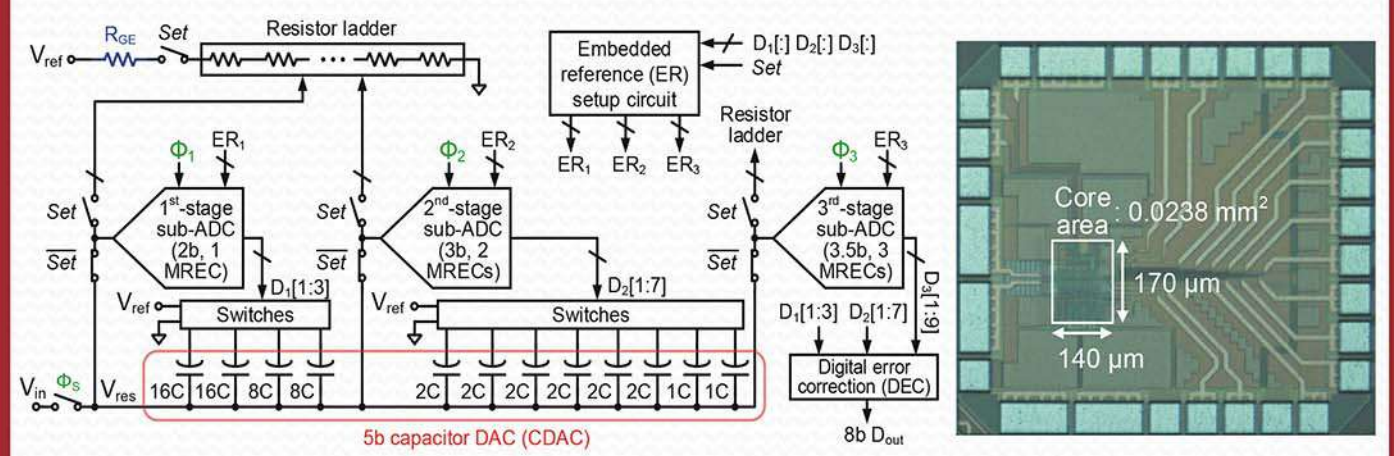 Resistor ladder
V_ref
R_GE
Set
Embedded
reference (ER)
setup circuit
D₁[:] D₂[:] D₃[:]
Set
ER₁ ER₂ ER₃
Φ₁
ER₁
Set
Set
1ˢᵗ-stage
sub-ADC
(2b, 1
MREC)
D₁[1:3]
V_ref
Switches
Φ₂
ER₂
Set
Set
2ⁿᵈ-stage
sub-ADC
(3b, 2
MRECs)
D₂[1:7]
V_ref
Switches
Resistor
ladder
Φ₃
ER₃
Set
Set
3ʳᵈ-stage
sub-ADC
(3.5b, 3
MRECs)
D₃[1:9]
D₁[1:3] D₂[1:7]
Digital error
correction (DEC)
8b D_out
V_in
Φ_S
V_res
16C 16C 8C 8C
2C 2C 2C 2C 2C 1C 1C
5b capacitor DAC (CDAC)
Core
area : 0.0238 mm²
170 µm
140 µm